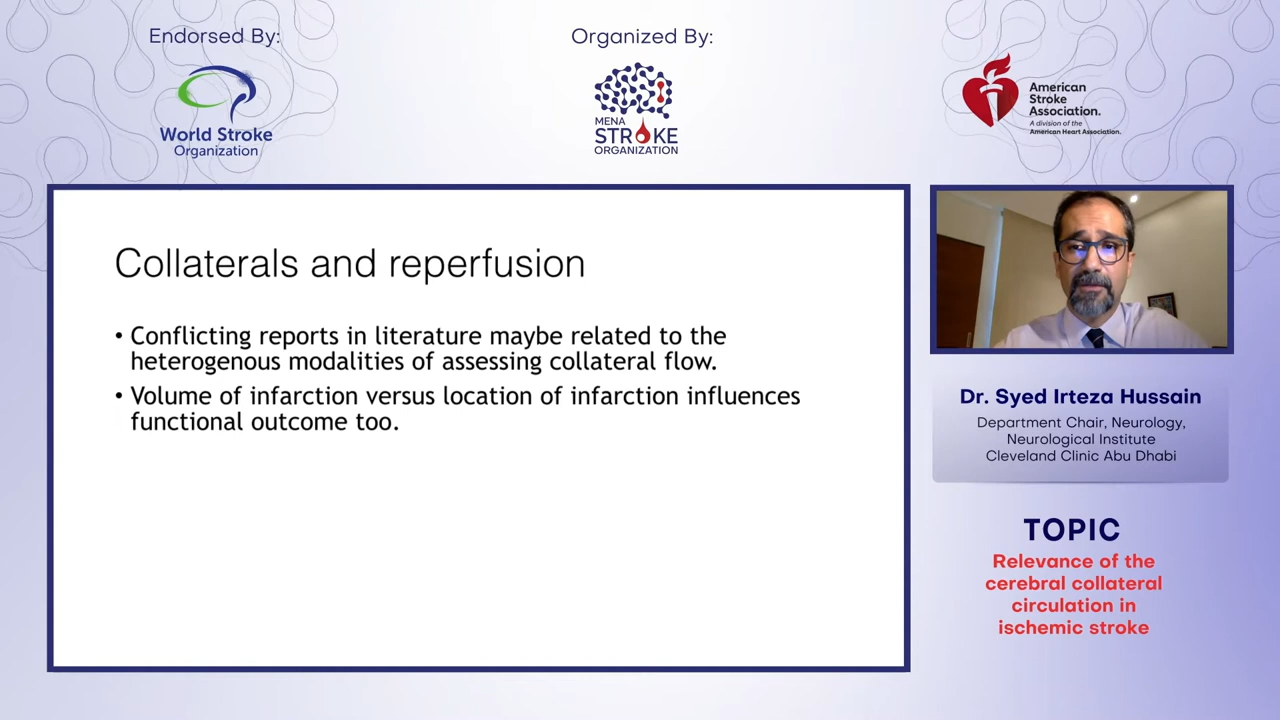 Endorsed By:
World Stroke
Organization
Organized By:
MENA
STROKE
ORGANIZATION
American
Stroke
Association.
A division of the
American Heart Association.
Collaterals and reperfusion
• Conflicting reports in literature maybe related to the
heterogenous modalities of assessing collateral flow.
• Volume of infarction versus location of infarction influences
functional outcome too.
Dr. Syed Irteza Hussain
Department Chair, Neurology,
Neurological Institute
Cleveland Clinic Abu Dhabi
TOPIC
Relevance of the
cerebral collateral
circulation in
ischemic stroke